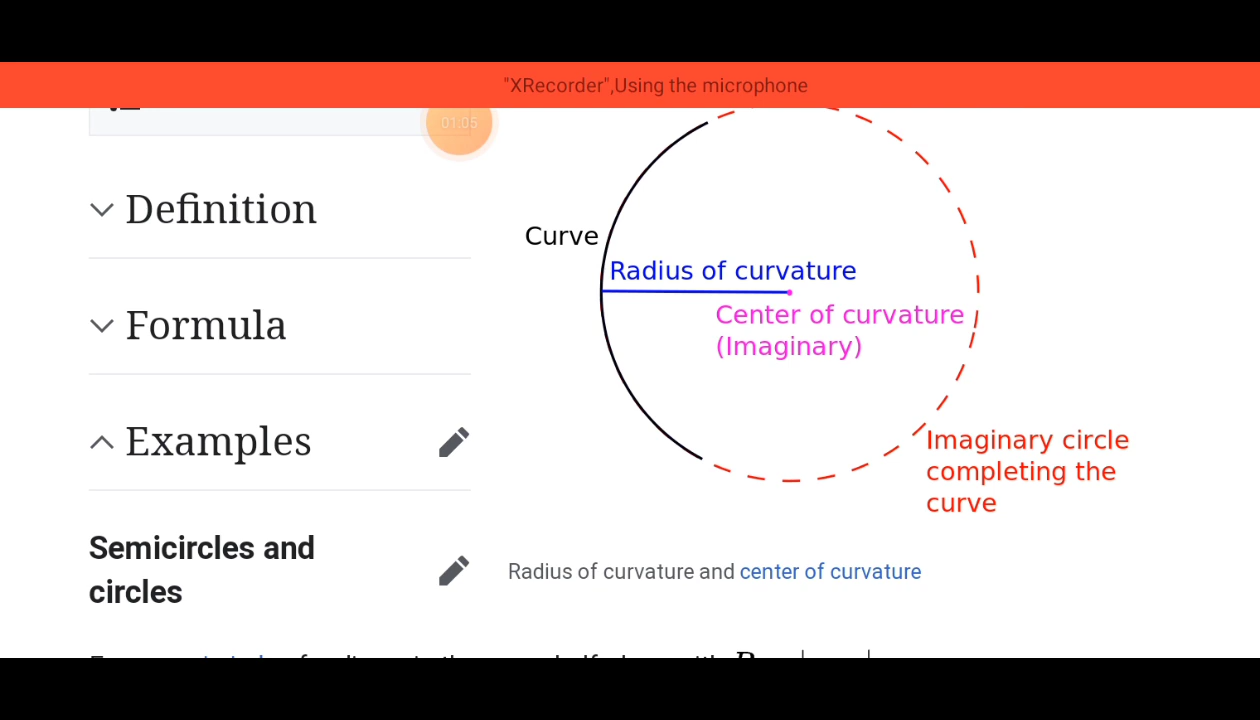 "XRecorder",Using the microphone
01:05
Definition
Formula
Examples
Semicircles and
circles
Curve
Radius of curvature
Center of curvature
(Imaginary)
Imaginary circle
completing the
curve
Radius of curvature and center of curvature